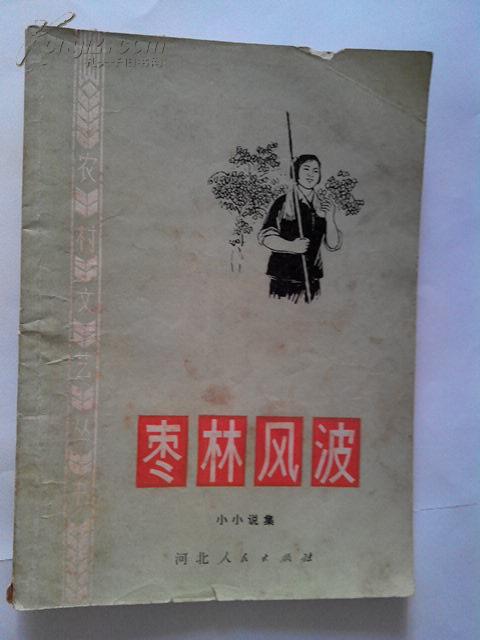 农村文艺丛书
枣林风波
小小说集
河北人民出版社